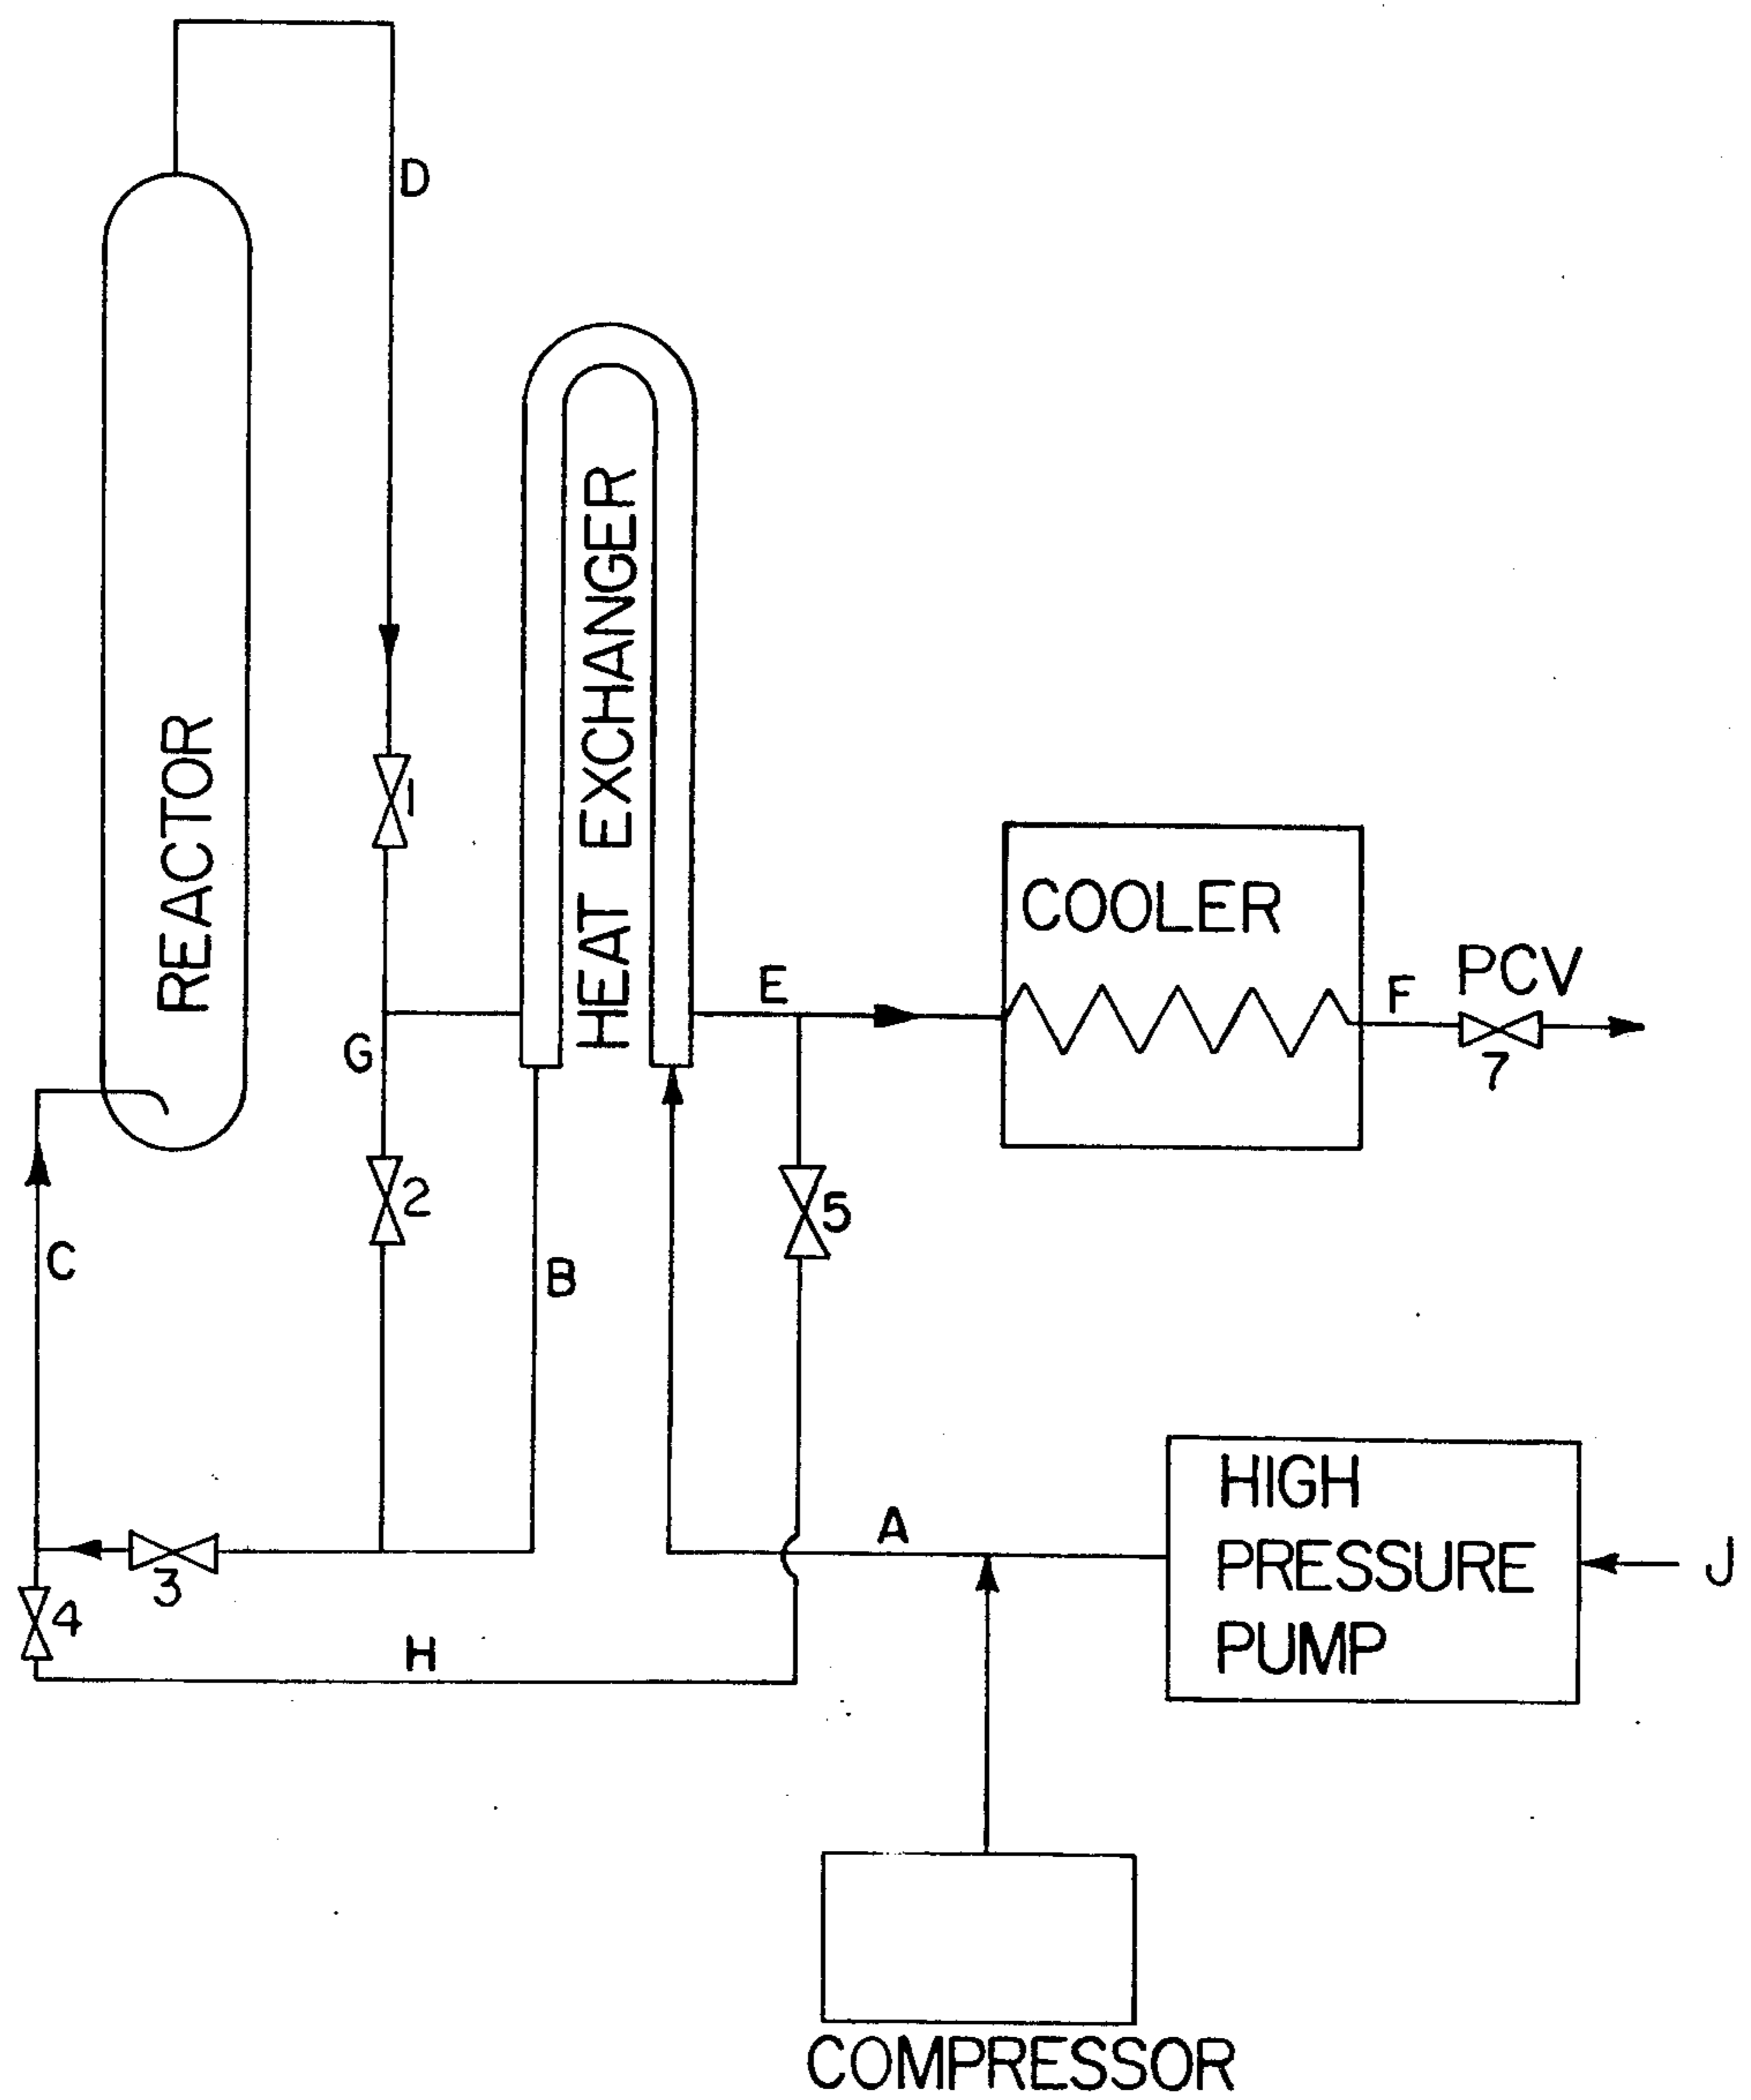 D
REACTOR
HEAT EXCHANGER
1
COOLER
E
F
PCV
7
G
2
5
C
B
A
HIGH
PRESSURE
PUMP
J
3
4
H
COMPRESSOR